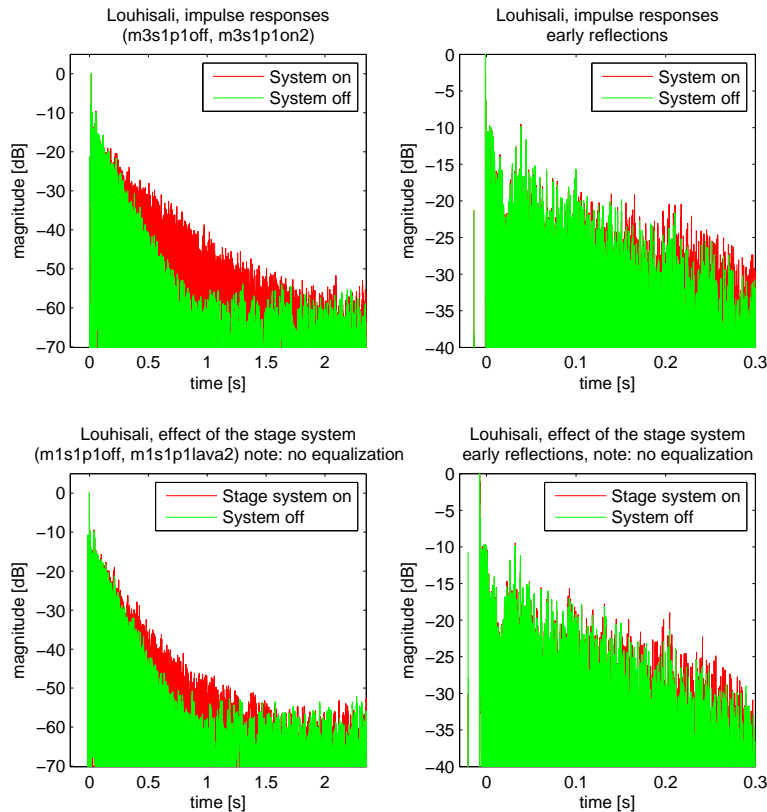 Louhisali, impulse responses
(m3s1p1off, m3s1p1on2)
System on
System off
0
−10
−20
−30
−40
−50
−60
−70
magnitude [dB]
0
0.5
1
1.5
2
time [s]
Louhisali, impulse responses
early reflections
System on
System off
0
−5
−10
−15
−20
−25
−30
−35
−40
magnitude [dB]
0
0.1
0.2
0.3
time [s]
Louhisali, effect of the stage system
(m1s1p1off, m1s1p1lava2) note: no equalization
Stage system on
System off
0
−10
−20
−30
−40
−50
−60
−70
magnitude [dB]
0
0.5
1
1.5
2
time [s]
Louhisali, effect of the stage system
early reflections, note: no equalization
Stage system on
System off
0
−5
−10
−15
−20
−25
−30
−35
−40
magnitude [dB]
0
0.1
0.2
0.3
time [s]